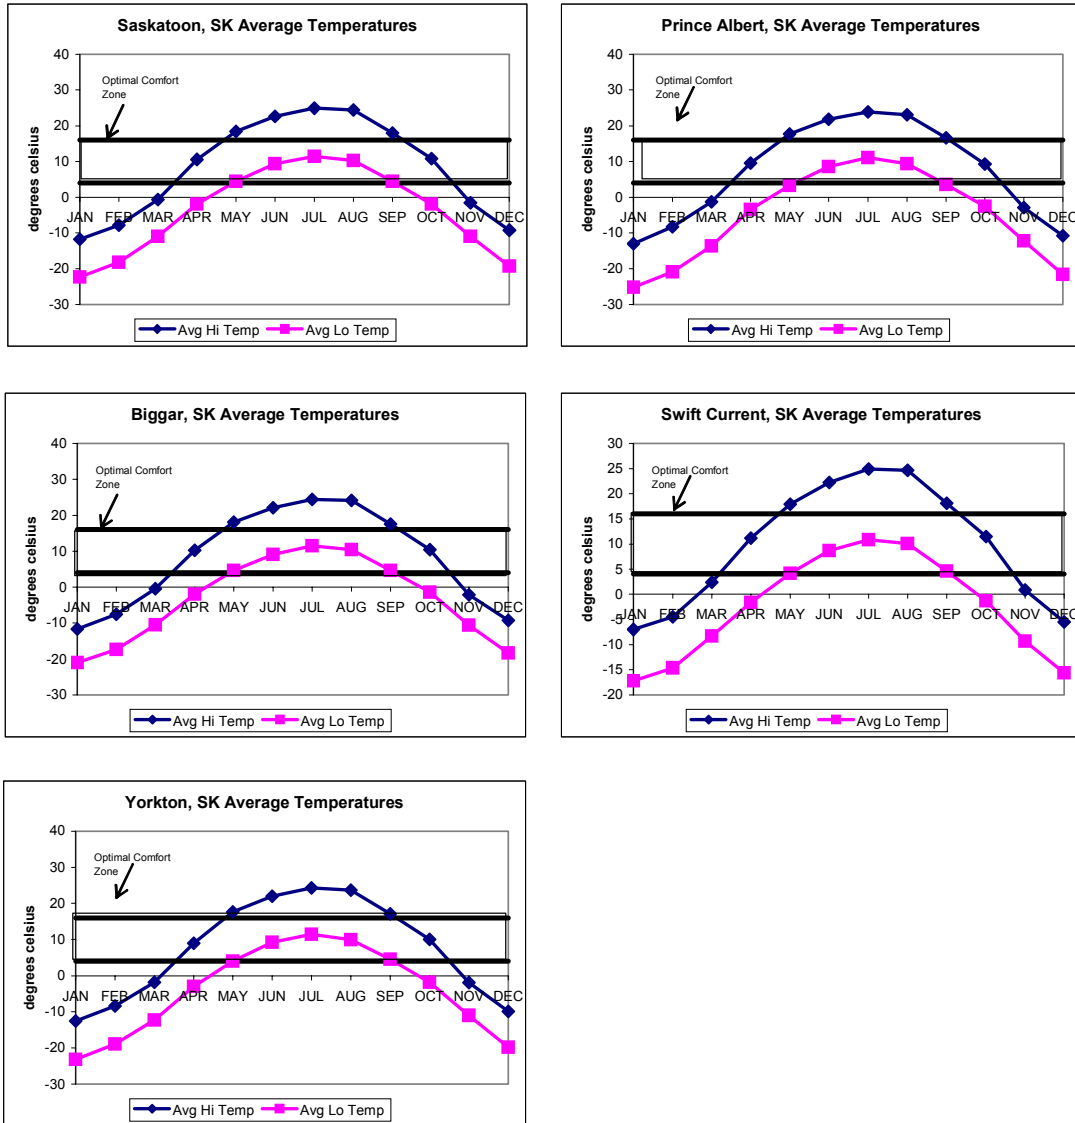 Saskatoon, SK Average Temperatures
40
30
20
10
0
-10
-20
-30
degrees celsius
Optimal Comfort
Zone
JAN FEB MAR APR MAY JUN JUL AUG SEP OCT NOV DEC
Avg Hi Temp Avg Lo Temp
Prince Albert, SK Average Temperatures
40
30
20
10
0
-10
-20
-30
degrees celsius
Optimal Comfort
Zone
JAN FEB MAR APR MAY JUN JUL AUG SEP OCT NOV DEC
Avg Hi Temp Avg Lo Temp
Biggar, SK Average Temperatures
40
30
20
10
0
-10
-20
-30
degrees celsius
Optimal Comfort
Zone
JAN FEB MAR APR MAY JUN JUL AUG SEP OCT NOV DEC
Avg Hi Temp Avg Lo Temp
Swift Current, SK Average Temperatures
30
25
20
15
10
5
0
-5
-10
-15
-20
degrees celsius
Optimal Comfort
Zone
JAN FEB MAR APR MAY JUN JUL AUG SEP OCT NOV DEC
Avg Hi Temp Avg Lo Temp
Yorkton, SK Average Temperatures
40
30
20
10
0
-10
-20
-30
degrees celsius
Optimal Comfort
Zone
JAN FEB MAR APR MAY JUN JUL AUG SEP OCT NOV DEC
Avg Hi Temp Avg Lo Temp